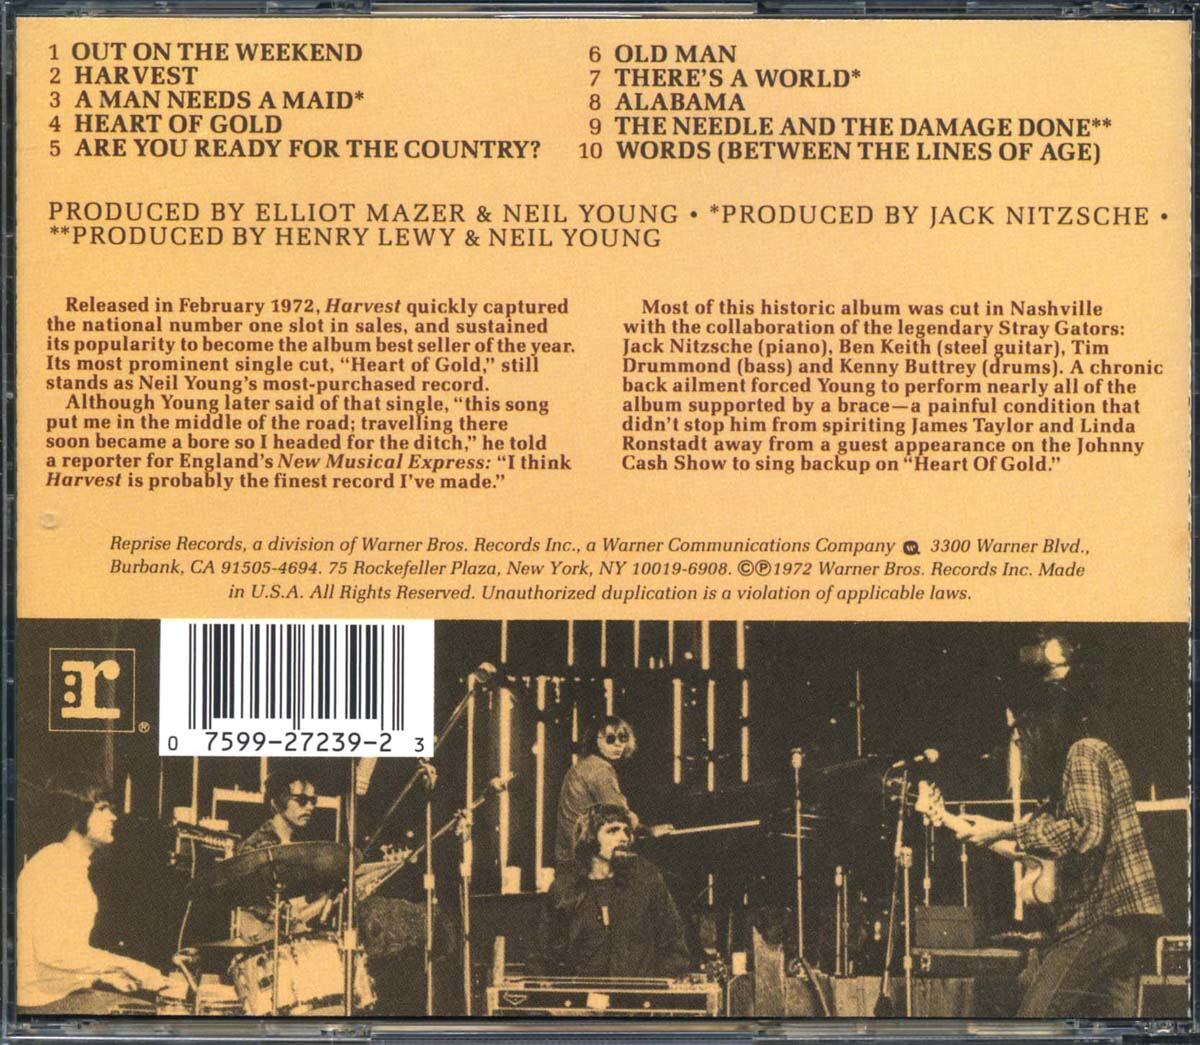 1 OUT ON THE WEEKEND
2 HARVEST
3 A MAN NEEDS A MAID*
4 HEART OF GOLD
5 ARE YOU READY FOR THE COUNTRY?
6 OLD MAN
7 THERE'S A WORLD*
8 ALABAMA
9 THE NEEDLE AND THE DAMAGE DONE**
10 WORDS (BETWEEN THE LINES OF AGE)
PRODUCED BY ELLIOT MAZER & NEIL YOUNG • *PRODUCED BY JACK NITZSCHE •
**PRODUCED BY HENRY LEWY & NEIL YOUNG
Released in February 1972, Harvest quickly captured
the national number one slot in sales, and sustained
its popularity to become the album best seller of the year.
Its most prominent single cut, "Heart of Gold," still
stands as Neil Young's most-purchased record.
Although Young later said of that single, "this song
put me in the middle of the road; travelling there
soon became a bore so I headed for the ditch," he told
a reporter for England's New Musical Express: "I think
Harvest is probably the finest record I've made."
Most of this historic album was cut in Nashville
with the collaboration of the legendary Stray Gators:
Jack Nitzsche (piano), Ben Keith (steel guitar), Tim
Drummond (bass) and Kenny Buttrey (drums). A chronic
back ailment forced Young to perform nearly all of the
album supported by a brace—a painful condition that
didn't stop him from spiriting James Taylor and Linda
Ronstadt away from a guest appearance on the Johnny
Cash Show to sing backup on "Heart Of Gold."
Reprise Records, a division of Warner Bros. Records Inc., a Warner Communications Company 3300 Warner Blvd.,
Burbank, CA 91505-4694. 75 Rockefeller Plaza, New York, NY 10019-6908. ©℗1972 Warner Bros. Records Inc. Made
in U.S.A. All Rights Reserved. Unauthorized duplication is a violation of applicable laws.
:r ®
0 7599-27239-2 3